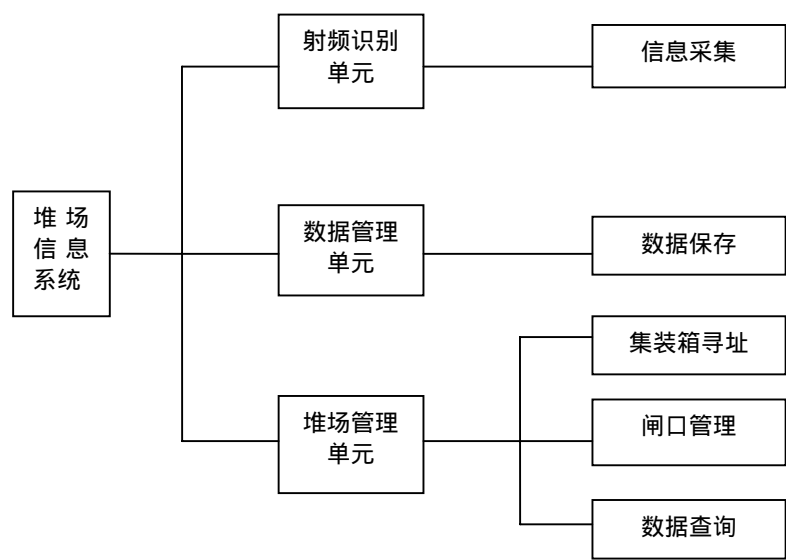 射频识别
单元
信息采集
堆 场
信 息
系统
数据管理
单元
数据保存
集装箱寻址
堆场管理
单元
闸口管理
数据查询